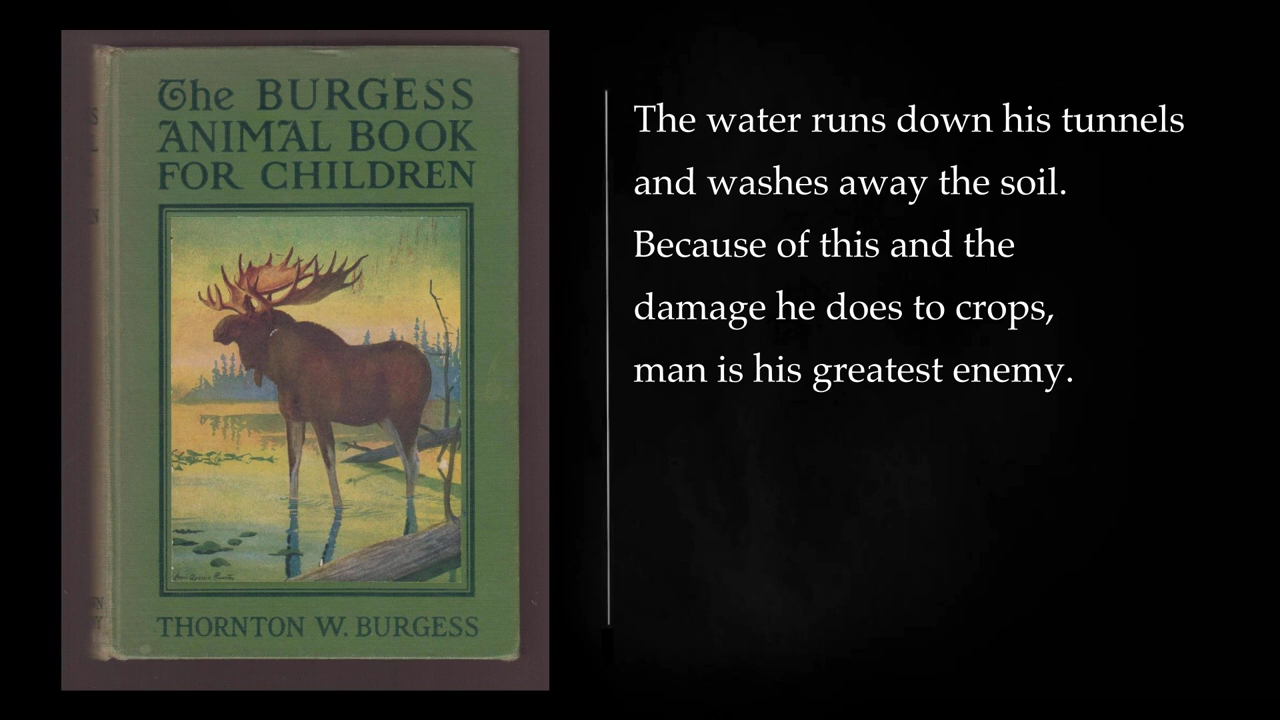 The BURGESS
ANIMAL BOOK
FOR CHILDREN
THORNTON W. BURGESS
The water runs down his tunnels
and washes away the soil.
Because of this and the
damage he does to crops,
man is his greatest enemy.